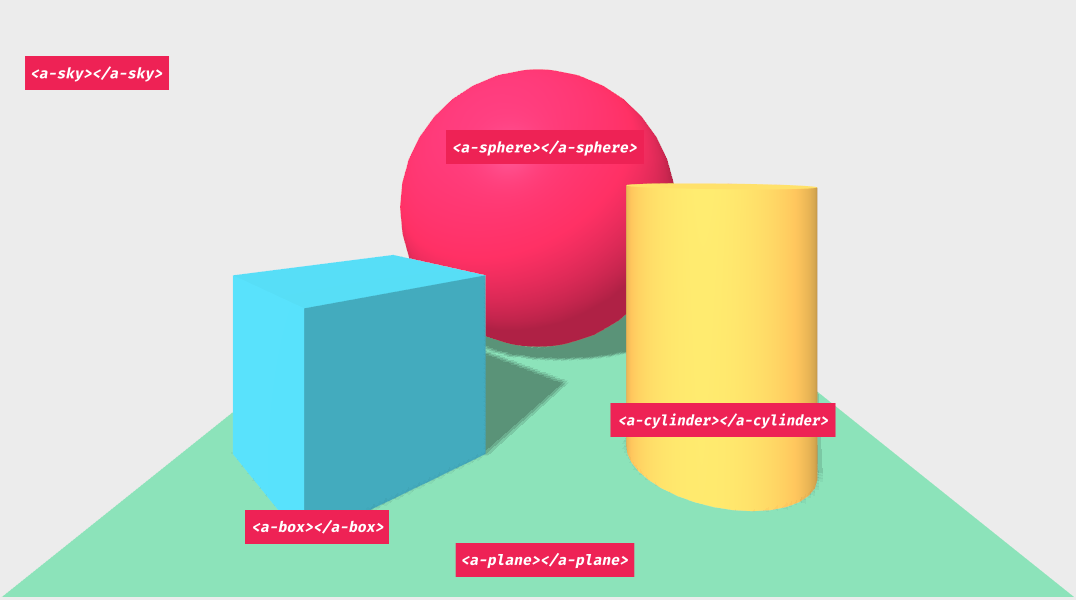 <a-sky></a-sky>
<a-sphere></a-sphere>
<a-cylinder></a-cylinder>
<a-box></a-box>
<a-plane></a-plane>